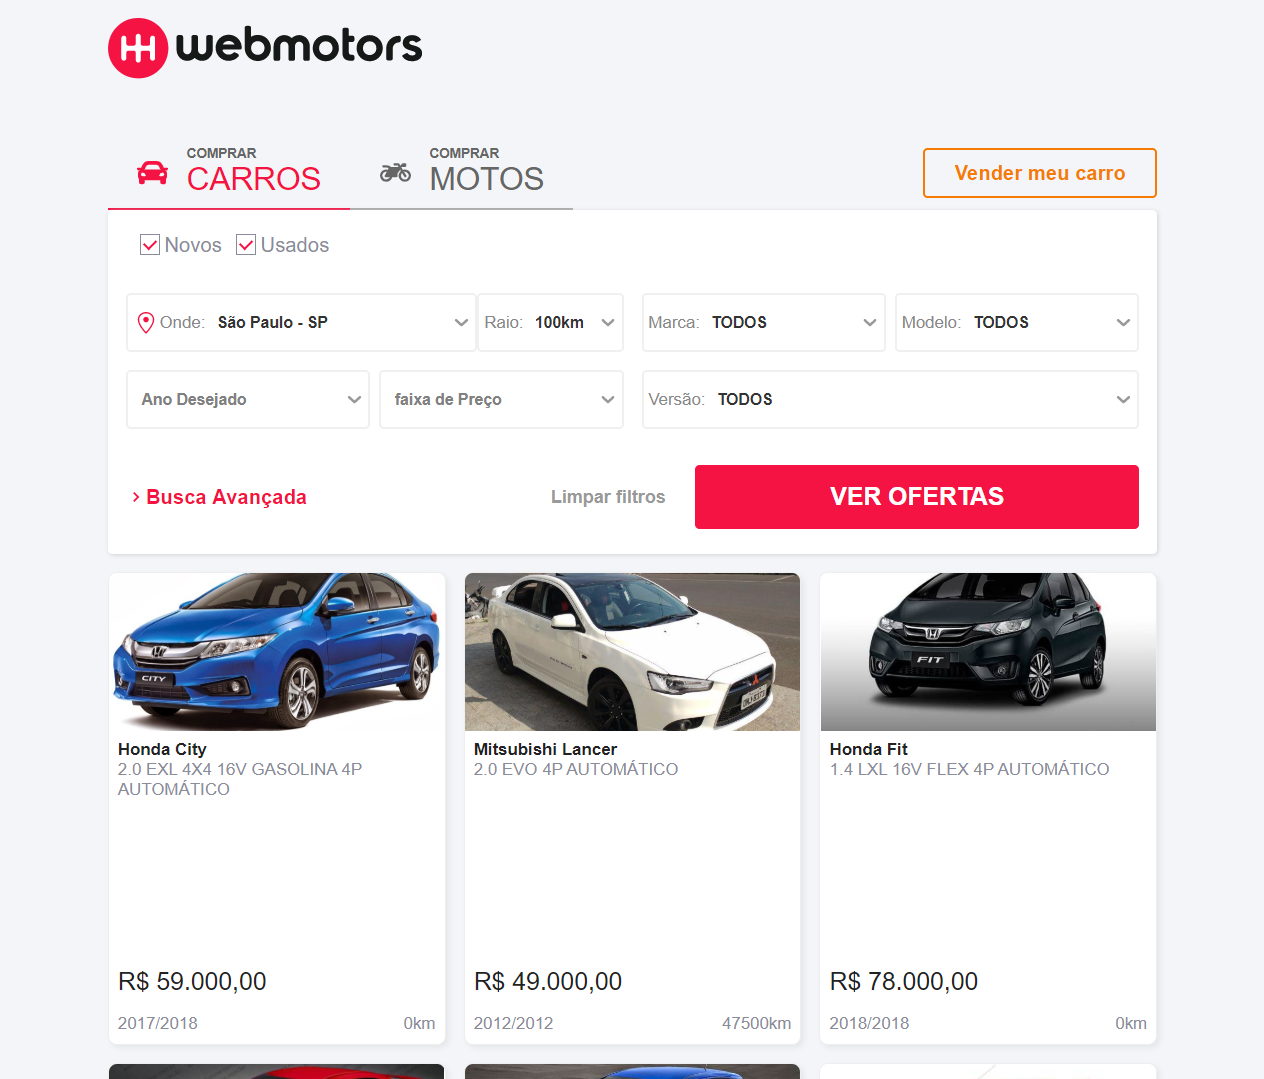 webmotors
COMPRAR
CARROS
COMPRAR
MOTOS
Vender meu carro
Novos
Usados
Onde: São Paulo - SP
Raio: 100km
Marca: TODOS
Modelo: TODOS
Ano Desejado
faixa de Preço
Versão: TODOS
Busca Avançada
Limpar filtros
VER OFERTAS
CITY
FIT
Honda City
2.0 EXL 4X4 16V GASOLINA 4P
AUTOMÁTICO
R$ 59.000,00
2017/2018
0km
Mitsubishi Lancer
2.0 EVO 4P AUTOMÁTICO
R$ 49.000,00
2012/2012
47500km
Honda Fit
1.4 LXL 16V FLEX 4P AUTOMÁTICO
R$ 78.000,00
2018/2018
0km